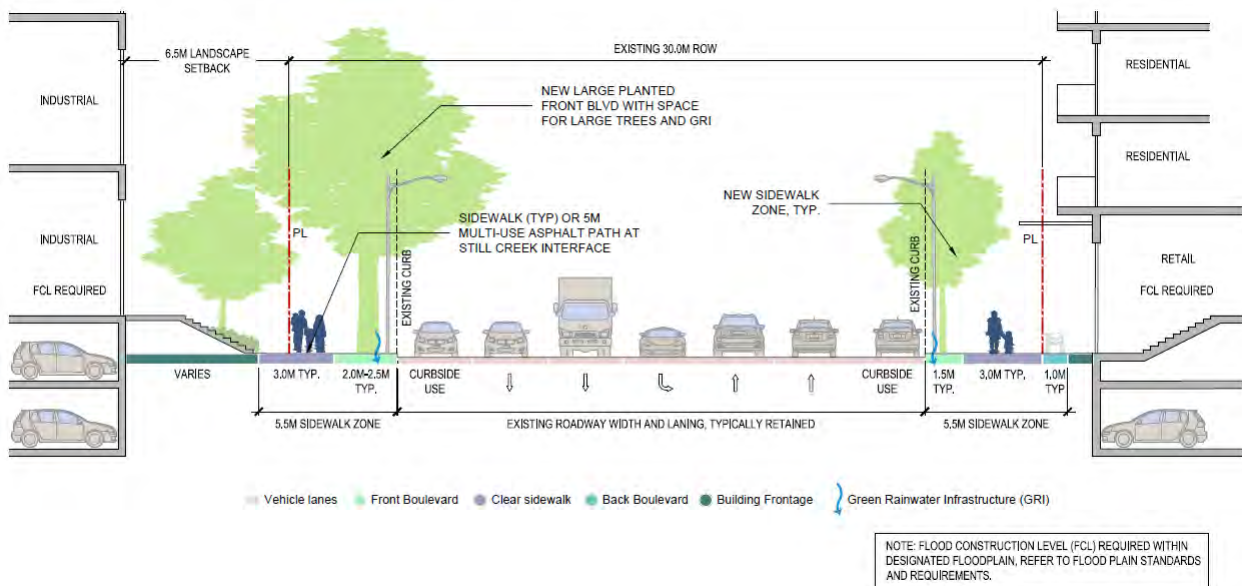 6.5M LANDSCAPE
SETBACK
EXISTING 30.0M ROW
INDUSTRIAL
RESIDENTIAL
NEW LARGE PLANTED
FRONT BLVD WITH SPACE
FOR LARGE TREES AND GRI
RESIDENTIAL
NEW SIDEWALK
ZONE, TYP.
SIDEWALK (TYP) OR 5M
MULTI-USE ASPHALT PATH AT
STILL CREEK INTERFACE
PL
PL
INDUSTRIAL
FCL REQUIRED
EXISTING CURB
EXISTING CURB
RETAIL
FCL REQUIRED
VARIES
3.0M TYP.
2.0M-2.5M
TYP.
CURBSIDE
USE
CURBSIDE
USE
1.5M
TYP.
3.0M TYP.
1.0M
TYP
5.5M SIDEWALK ZONE
EXISTING ROADWAY WIDTH AND LANING, TYPICALLY RETAINED
5.5M SIDEWALK ZONE
Vehicle lanes
Front Boulevard
Clear sidewalk
Back Boulevard
Building Frontage
Green Rainwater Infrastructure (GRI)
NOTE: FLOOD CONSTRUCTION LEVEL (FCL) REQUIRED WITHIN
DESIGNATED FLOODPLAIN, REFER TO FLOOD PLAIN STANDARDS
AND REQUIREMENTS.